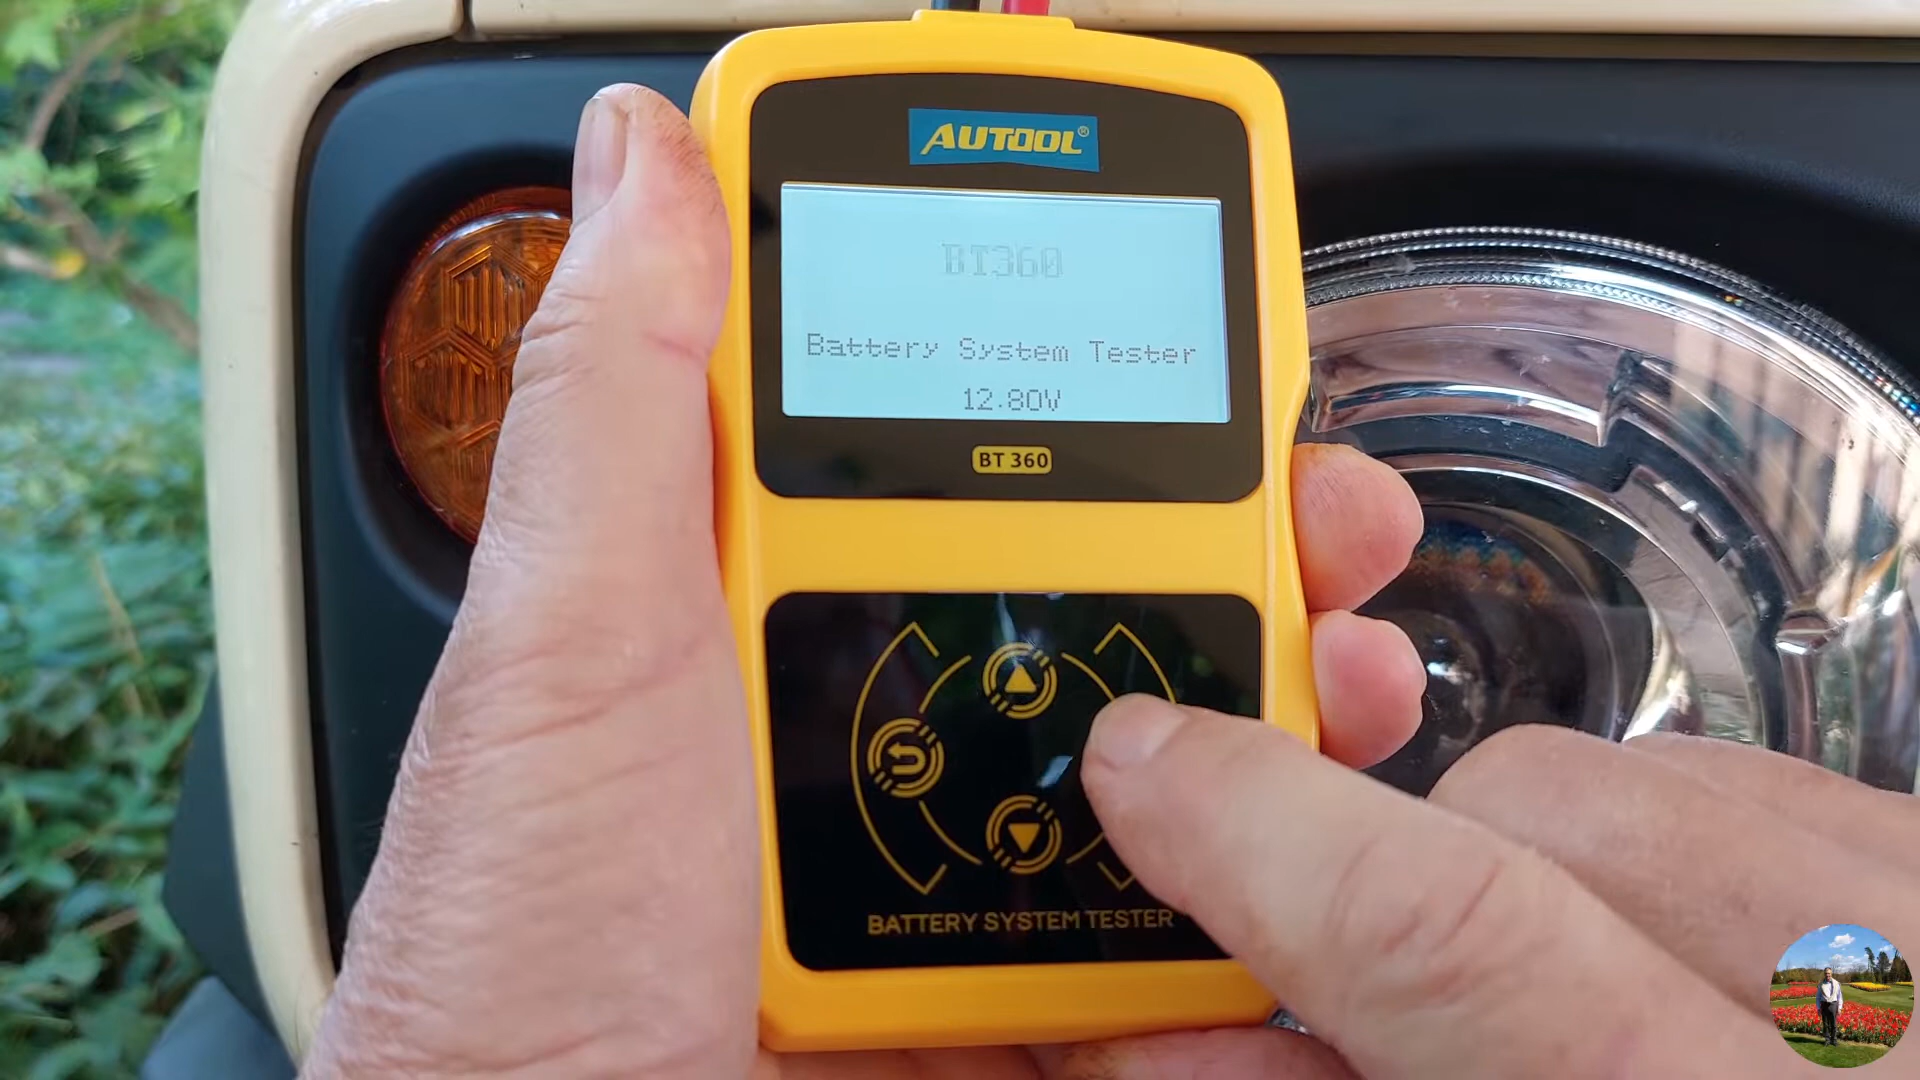 AUTOOL®
BT360
Battery System Tester
12.80V
BT 360
BATTERY SYSTEM TESTER